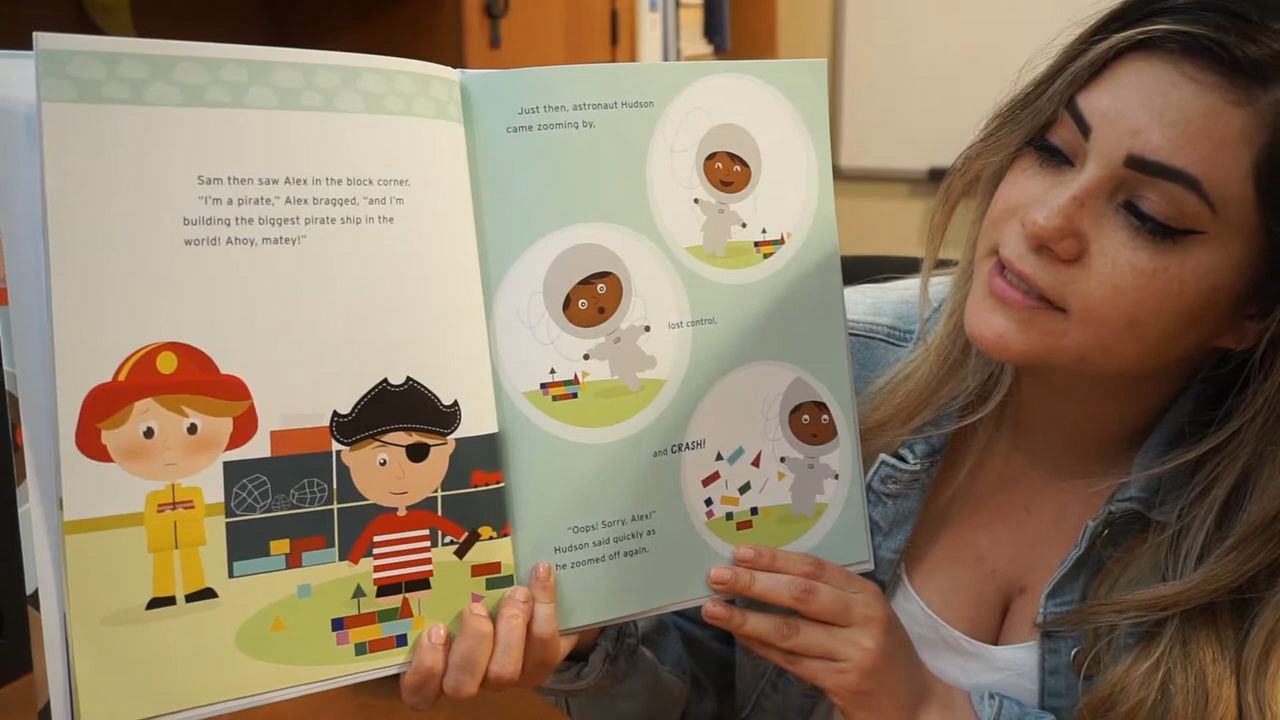 Sam then saw Alex in the block corner.
"I'm a pirate," Alex bragged, "and I'm
building the biggest pirate ship in the
world! Ahoy, matey!"
Just then, astronaut Hudson
came zooming by,
lost control,
and CRASH!
"Oops! Sorry, Alex!"
Hudson said quickly as
he zoomed off again.